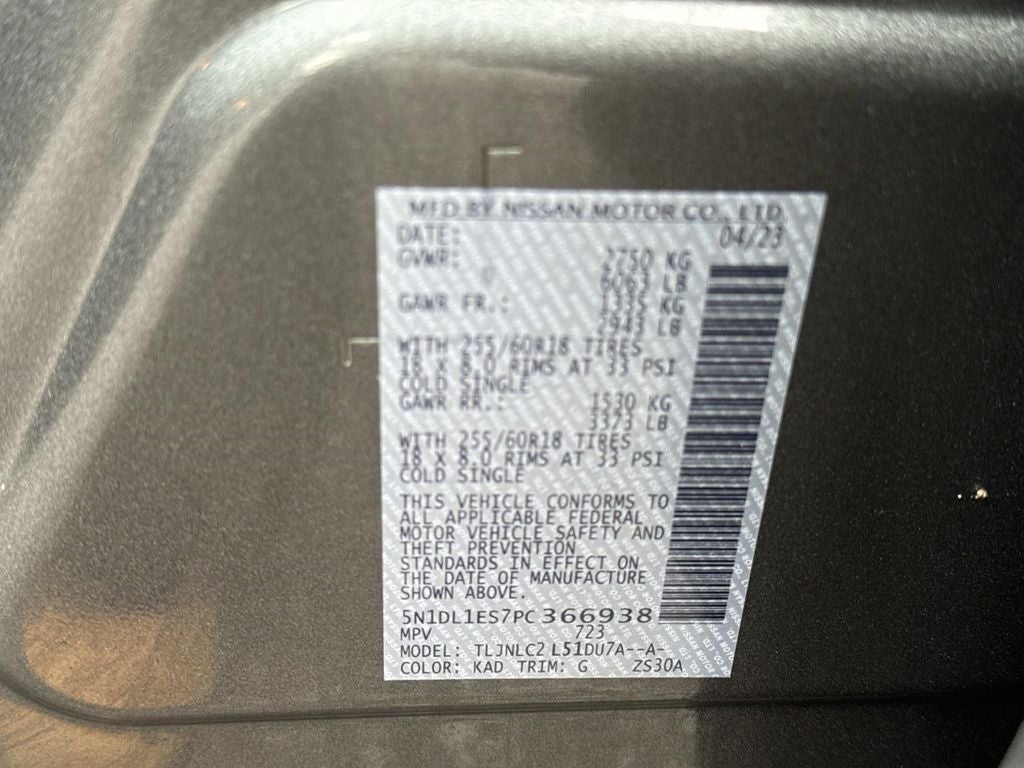 MFD BY NISSAN MOTOR CO., LTD
DATE: 04/23
GVWR: 2750 KG
6063 LB
GAWR FR.: 1335 KG
2943 LB
WITH 255/60R18 TIRES
18 X 8.0 RIMS AT 33 PSI
COLD SINGLE
GAWR RR.: 1530 KG
3373 LB
WITH 255/60R18 TIRES
18 X 8.0 RIMS AT 33 PSI
COLD SINGLE
THIS VEHICLE CONFORMS TO
ALL APPLICABLE FEDERAL
MOTOR VEHICLE SAFETY AND
THEFT PREVENTION
STANDARDS IN EFFECT ON
THE DATE OF MANUFACTURE
SHOWN ABOVE.
5N1DL1ES7PC366938
MPV 723
MODEL: TLJNLC2 L51DU7A--A-
COLOR: KAD TRIM: G ZS30A